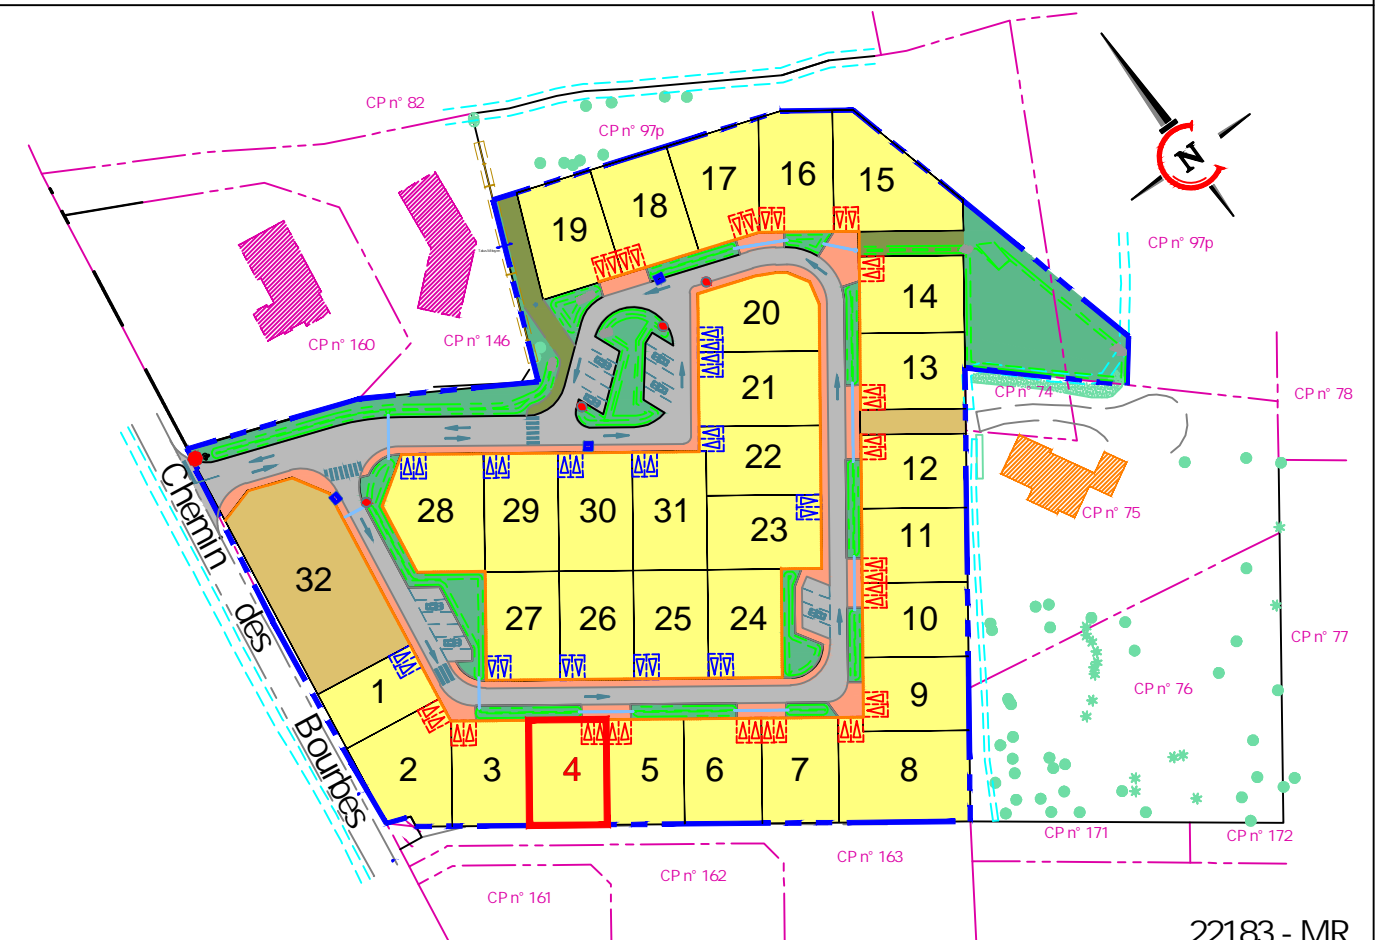 CP n° 82
CP n° 97p
N
17
16
15
18
19
CP n° 97p
14
20
CP n° 160
CP n° 146
13
21
CP n° 74
CP n° 78
22
12
28
29
30
31
CP n° 75
23
11
Chemin
des
Bourbes
32
27
26
25
24
10
CP n° 77
1
9
CP n° 76
2
3
4
5
6
7
8
CP n° 171
CP n° 172
CP n° 163
CP n° 162
CP n° 161
22183 - MR